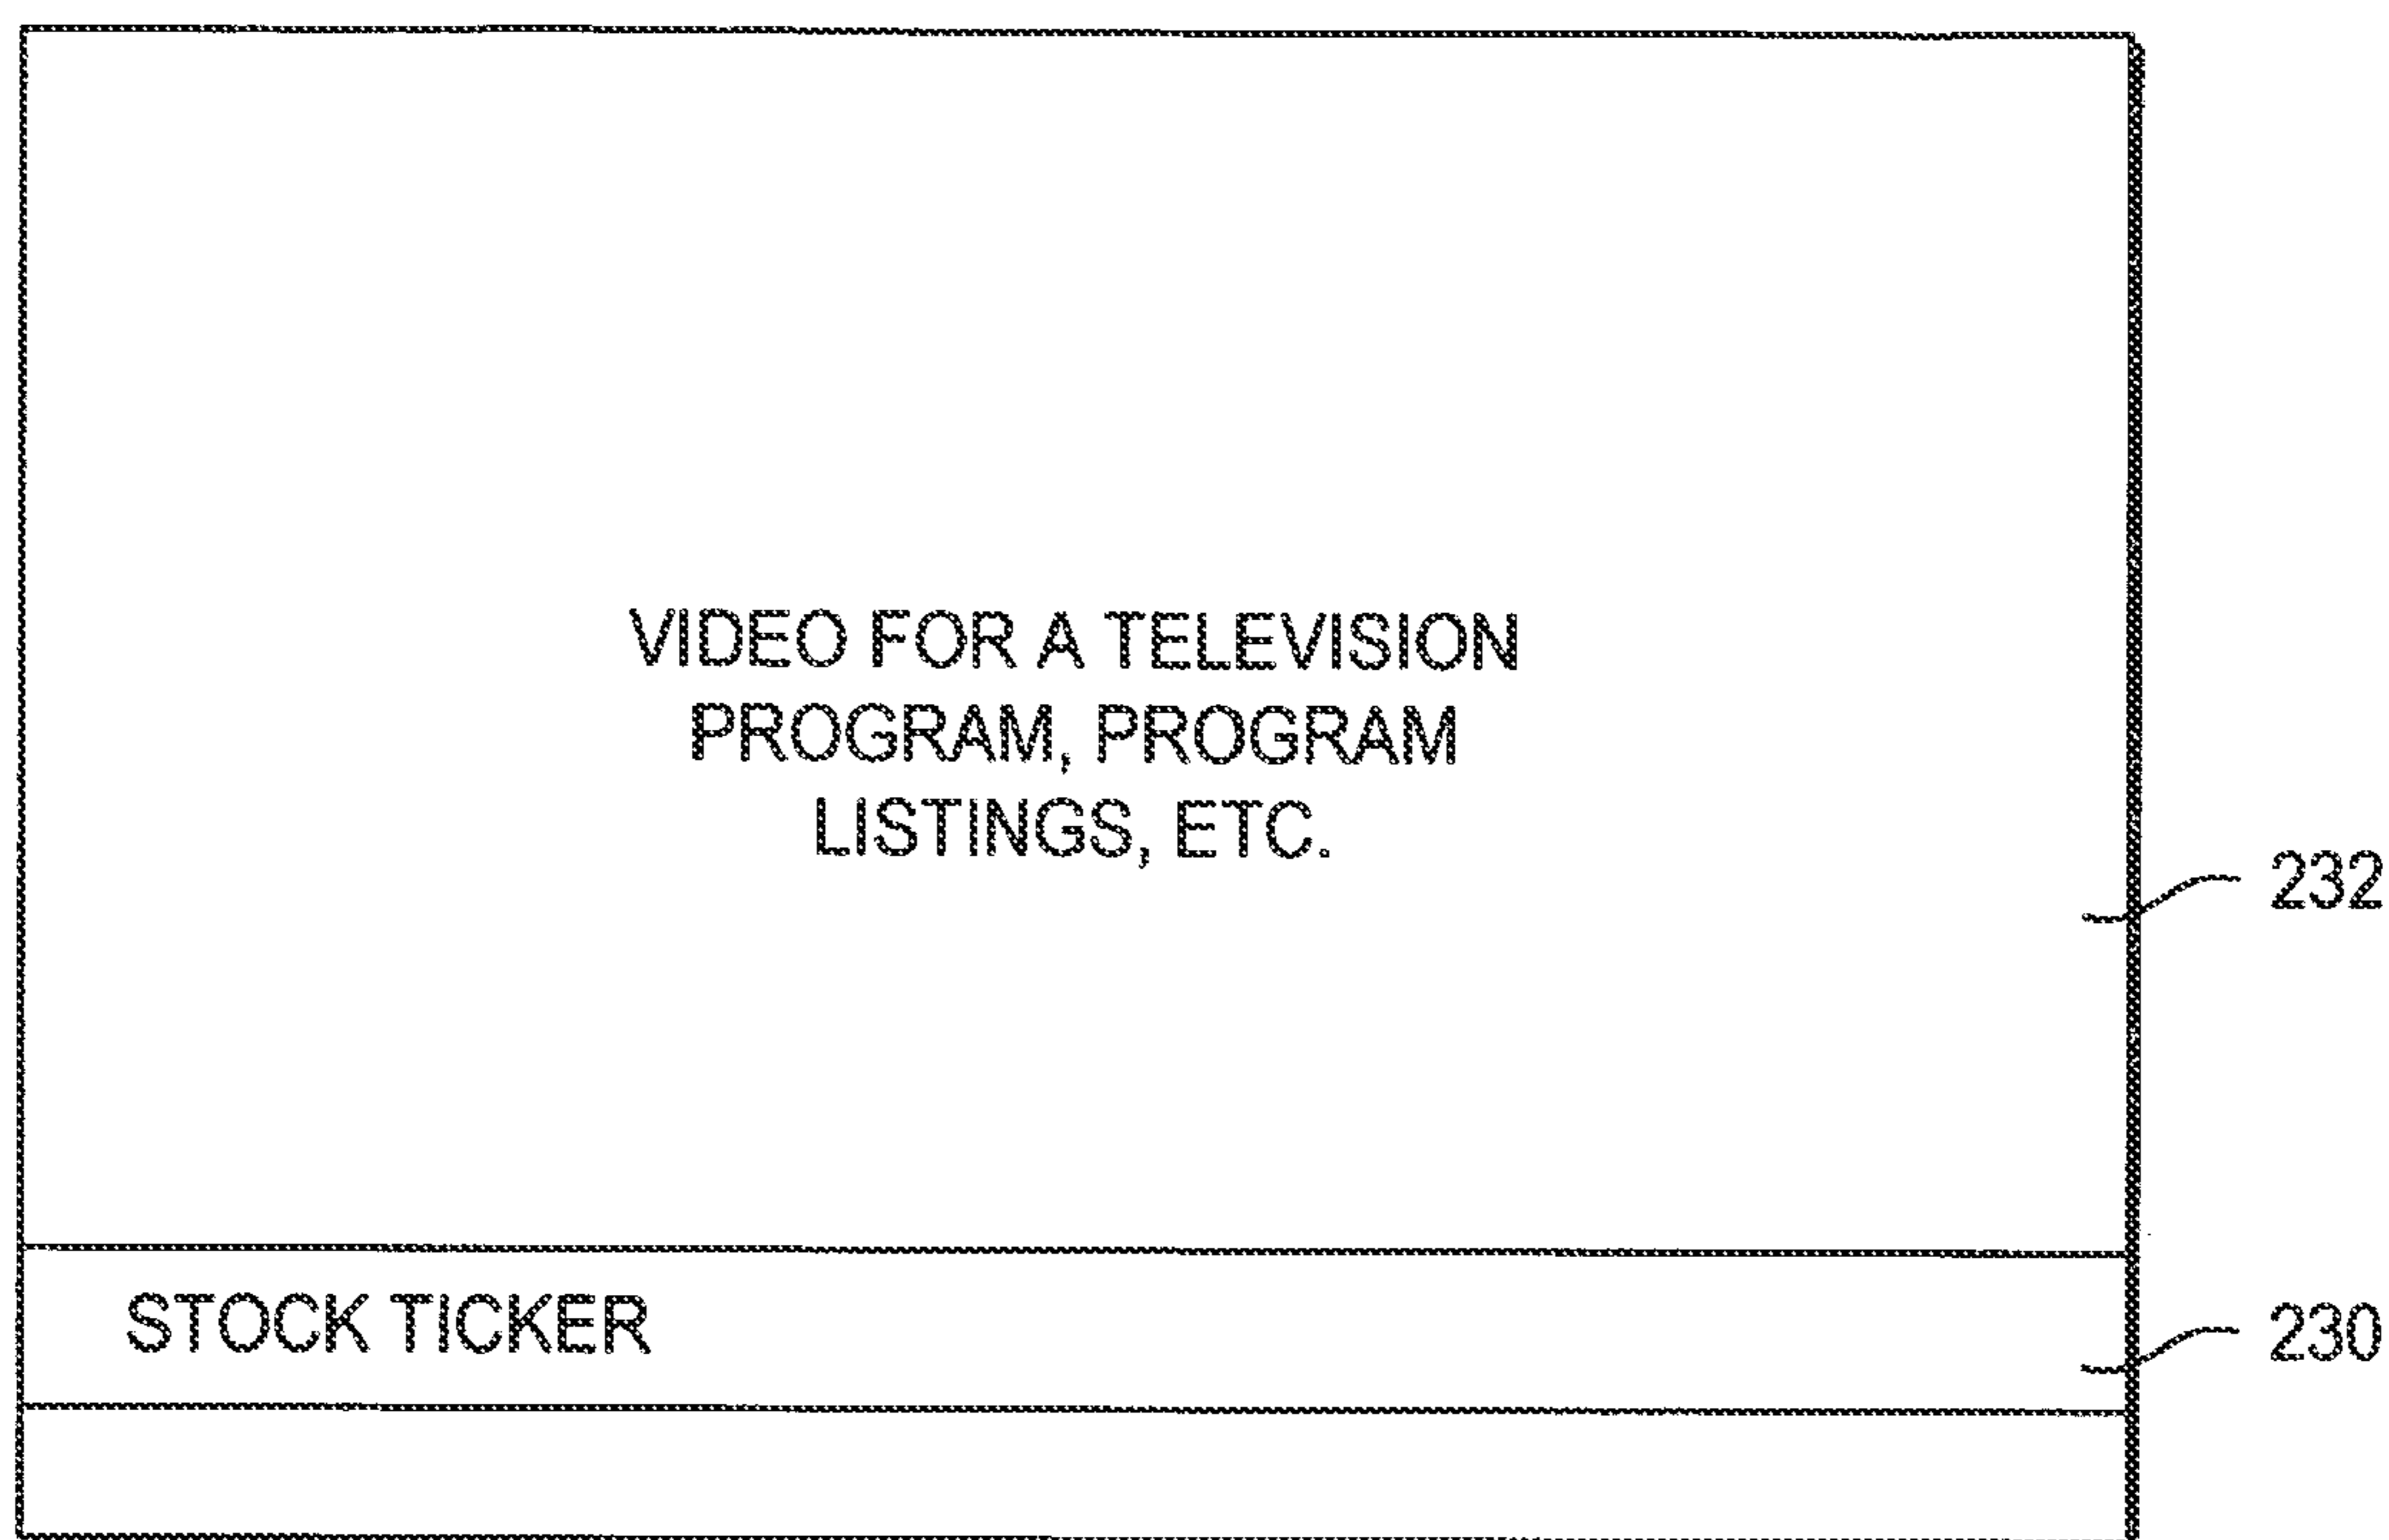 VIDEO FOR A TELEVISION
PROGRAM, PROGRAM
LISTINGS, ETC.
232
STOCK TICKER
230